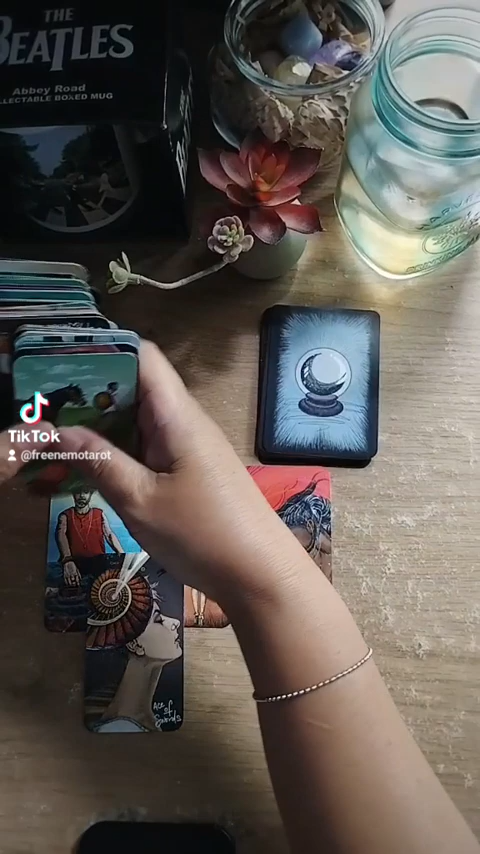 THE
BEATLES
Abbey Road
LLECTABLE BOXED MUG
TikTok
@freenemotarot
Ace
of
Swords